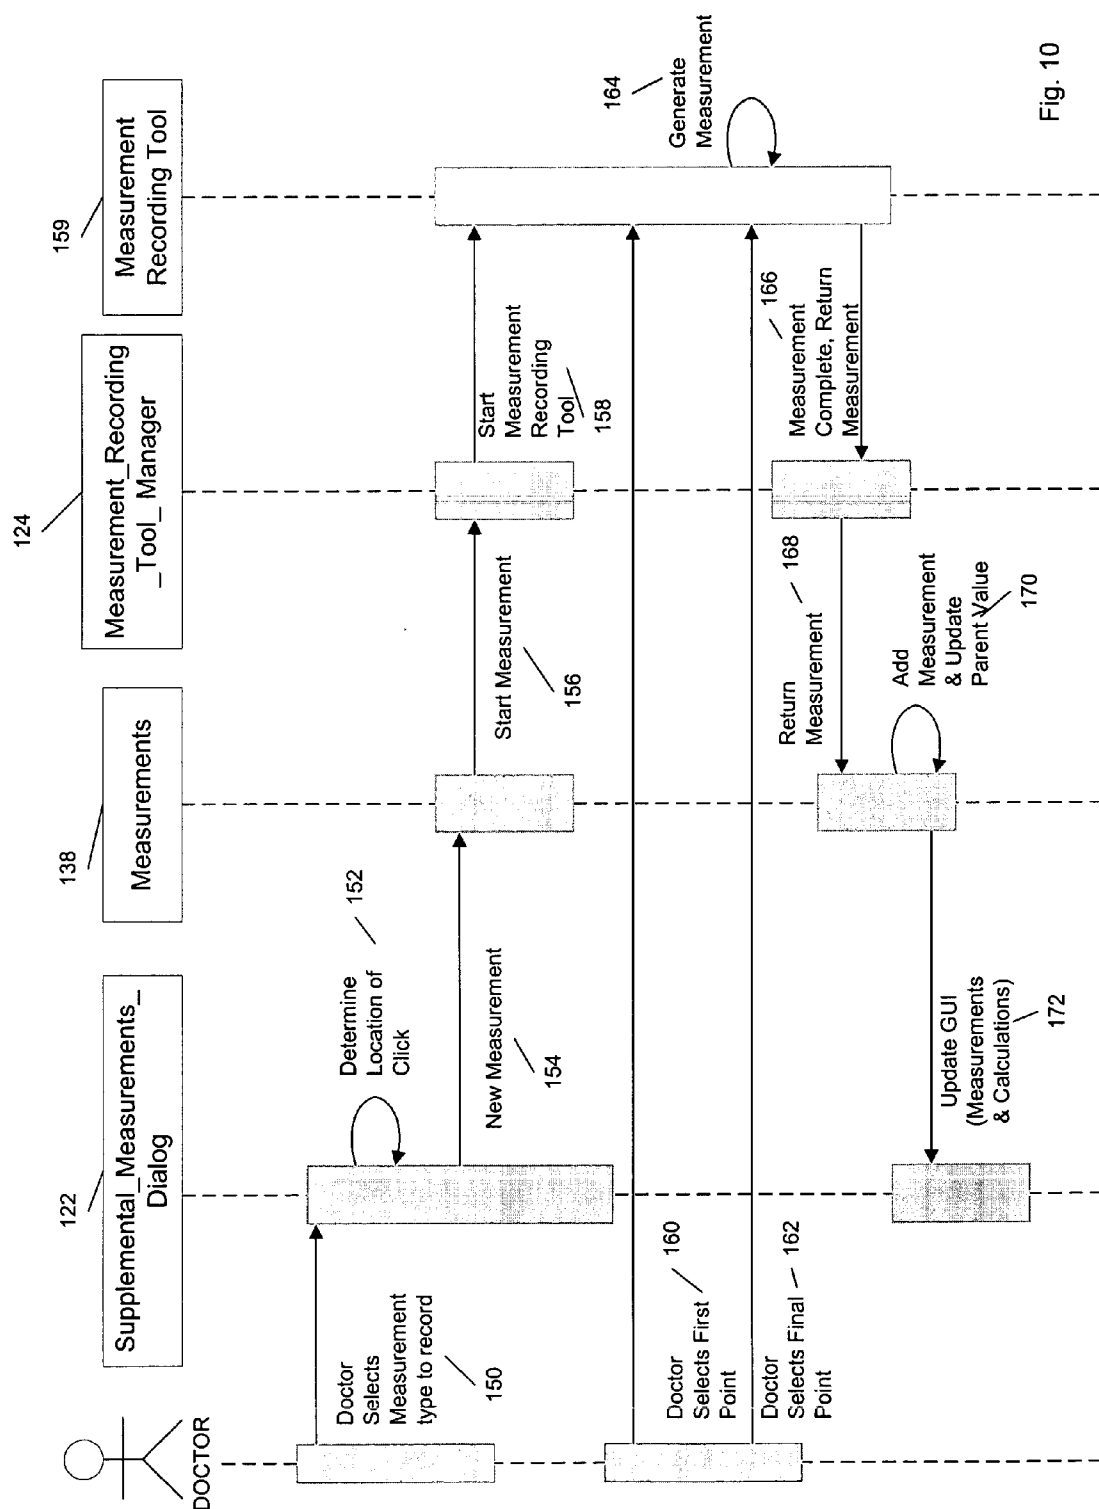 DOCTOR
122
Supplemental_Measurements_
Dialog
138
Measurements
124
Measurement_Recording
_Tool_ Manager
159
Measurement
Recording Tool
Doctor
Selects
Measurement
type to record
150
Determine
Location of
Click
152
New Measurement
154
Start Measurement
156
Start
Measurement
Recording
Tool
158
Doctor
Selects First
Point
160
Doctor
Selects Final
Point
162
Generate
Measurement
164
Measurement
Complete, Return
Measurement
166
Return
Measurement
168
Add
Measurement
& Update
Parent Value
170
Update GUI
(Measurements
& Calculations)
172
Fig. 10